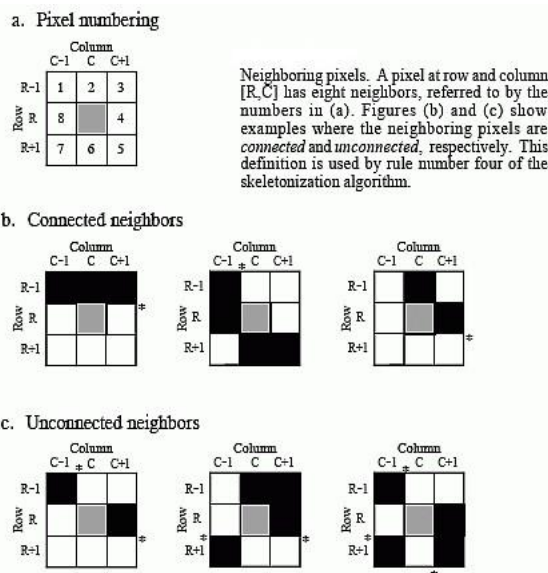 a. Pixel numbering
Column
C-1 C C+1
R-1 1 2 3
Row R 8 4
R+1 7 6 5
Neighboring pixels. A pixel at row and column
[R,C] has eight neighbors, referred to by the
numbers in (a). Figures (b) and (c) show
examples where the neighboring pixels are
connected and unconnected, respectively. This
definition is used by rule number four of the
skeletonization algorithm.
b. Connected neighbors
Column Column Column
C-1 C C+1 C-1 * C C+1 C-1 C C+1
R-1 R-1 R-1
* 
Row R Row R Row R
*
R+1 R+1 R+1
c. Unconnected neighbors
Column Column Column
C-1 * C C+1 C-1 C C+1 C-1 * C C+1
R-1 R-1 R-1
Row R Row R Row R
* * * *
R+1 R+1 R+1
*